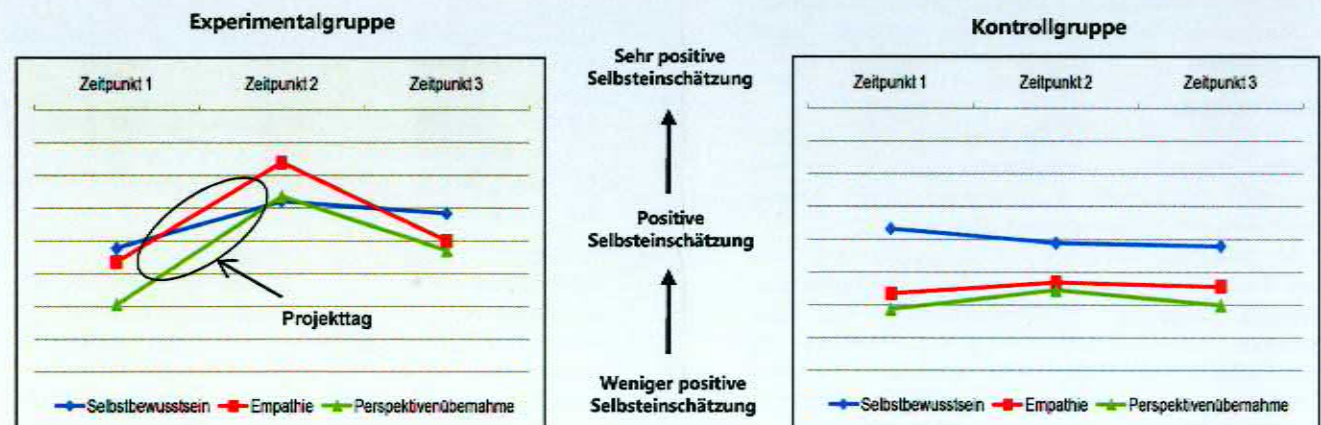 Experimentalgruppe
Zeitpunkt 1 Zeitpunkt 2 Zeitpunkt 3
Projekttag
Selbstbewusstsein Empathie Perspektivenübernahme
Sehr positive
Selbsteinschätzung
Positive
Selbsteinschätzung
Weniger positive
Selbsteinschätzung
Kontrollgruppe
Zeitpunkt 1 Zeitpunkt 2 Zeitpunkt 3
Selbstbewusstsein Empathie Perspektivenübernahme